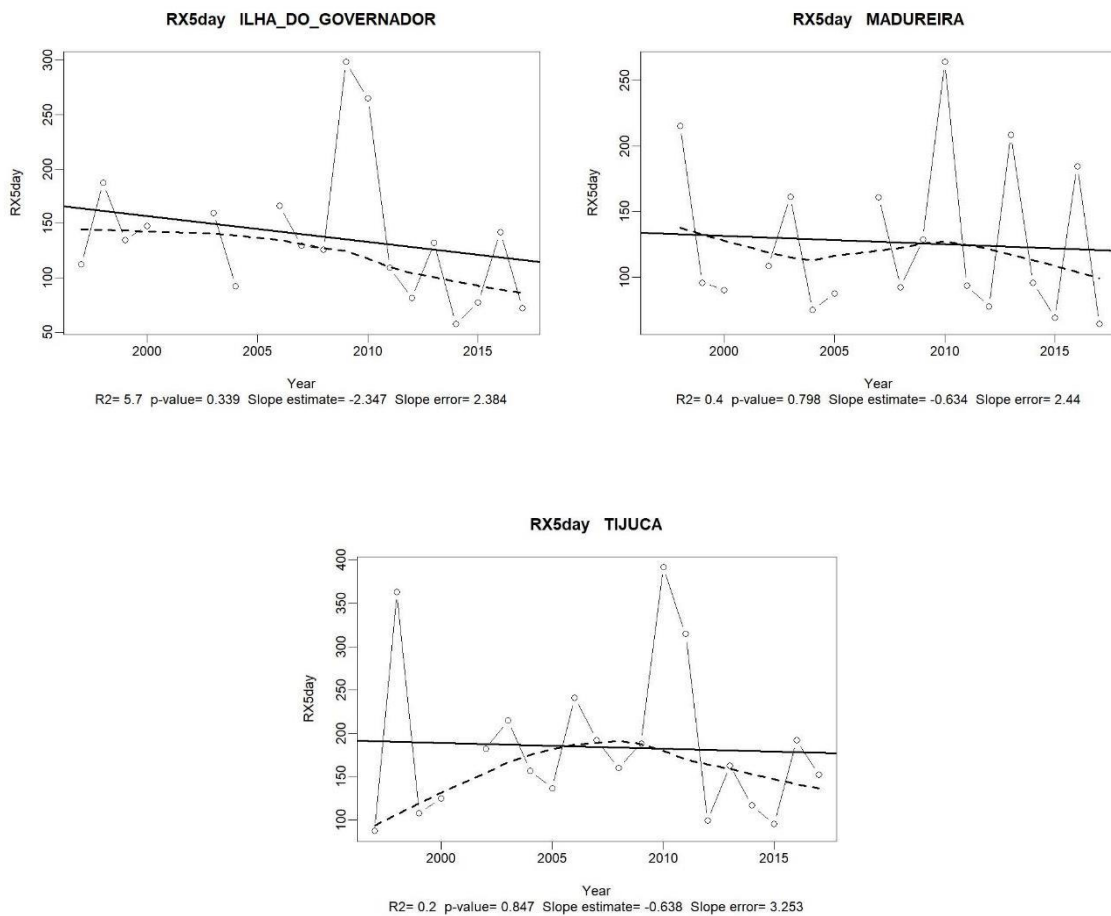 RX5day ILHA_DO_GOVERNADOR
300
250
200
150
100
50
RX5day
2000 2005 2010 2015
Year
R2= 5.7 p-value= 0.339 Slope estimate= -2.347 Slope error= 2.384
RX5day MADUREIRA
250
200
150
100
RX5day
2000 2005 2010 2015
Year
R2= 0.4 p-value= 0.798 Slope estimate= -0.634 Slope error= 2.44
RX5day TIJUCA
400
350
300
250
200
150
100
RX5day
2000 2005 2010 2015
Year
R2= 0.2 p-value= 0.847 Slope estimate= -0.638 Slope error= 3.253